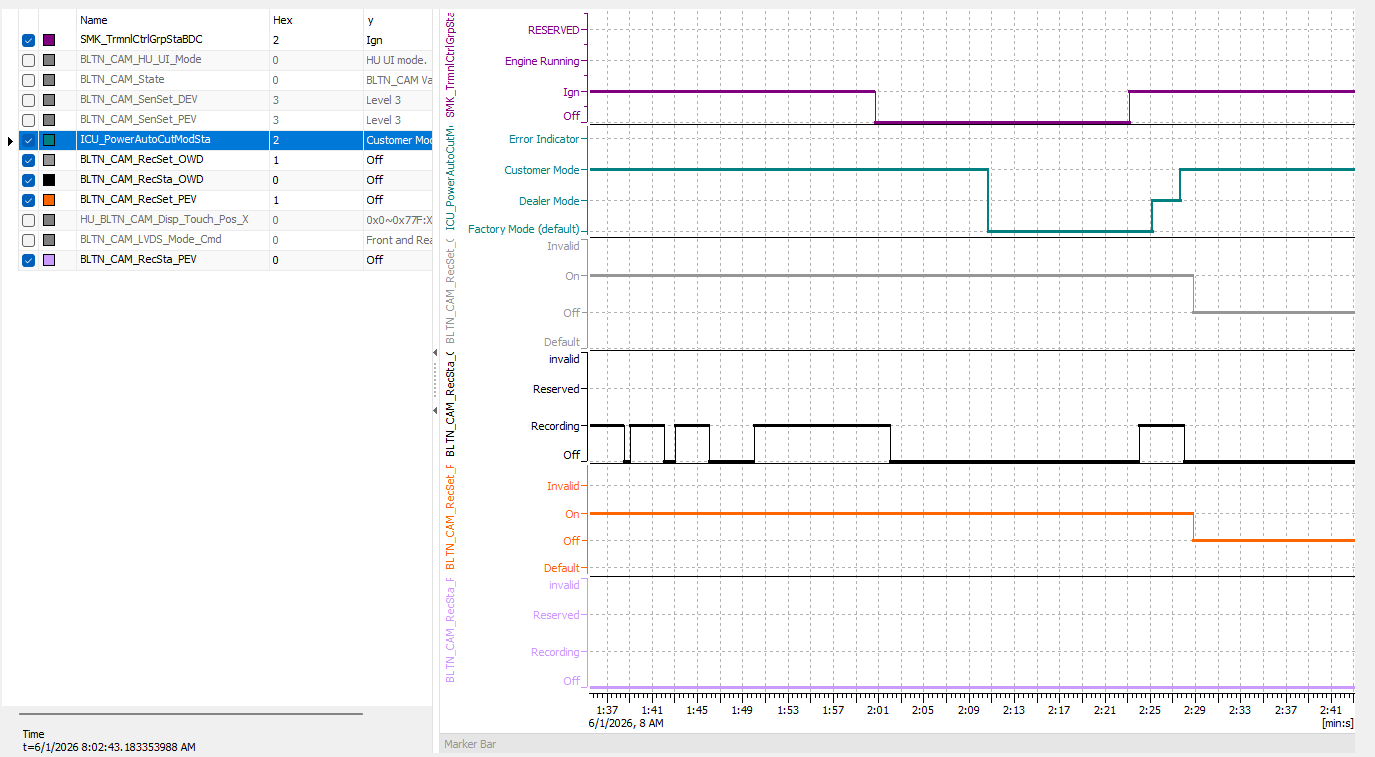 Name Hex y
SMK_TrmnlCtrlGrpStaBDC 2 Ign
BLTN_CAM_HU_UI_Mode 0 HU UI mode.
BLTN_CAM_State 0 BLTN_CAM Va
BLTN_CAM_SenSet_DEV 3 Level 3
BLTN_CAM_SenSet_PEV 3 Level 3
ICU_PowerAutoCutModSta 2 Customer Mod
BLTN_CAM_RecSet_OWD 1 Off
BLTN_CAM_RecSta_OWD 0 Off
BLTN_CAM_RecSet_PEV 1 Off
HU_BLTN_CAM_Disp_Touch_Pos_X 0 0x0~0x77F:X
BLTN_CAM_LVDS_Mode_Cmd 0 Front and Rea
BLTN_CAM_RecSta_PEV 0 Off
Time
t=6/1/2026 8:02:43.183353988 AM
SMK_TrmnlCtrlGrpSta
RESERVED
Engine Running
Ign
Off
ICU_PowerAutoCutM
Error Indicator
Customer Mode
Dealer Mode
Factory Mode (default)
BLTN_CAM_RecSet_O
Invalid
On
Off
Default
BLTN_CAM_RecSta_O
invalid
Reserved
Recording
Off
BLTN_CAM_RecSet_P
Invalid
On
Off
Default
BLTN_CAM_RecSta_P
invalid
Reserved
Recording
Off
1:37 1:41 1:45 1:49 1:53 1:57 2:01 2:05 2:09 2:13 2:17 2:21 2:25 2:29 2:33 2:37 2:41
6/1/2026, 8 AM [min:s]
Marker Bar